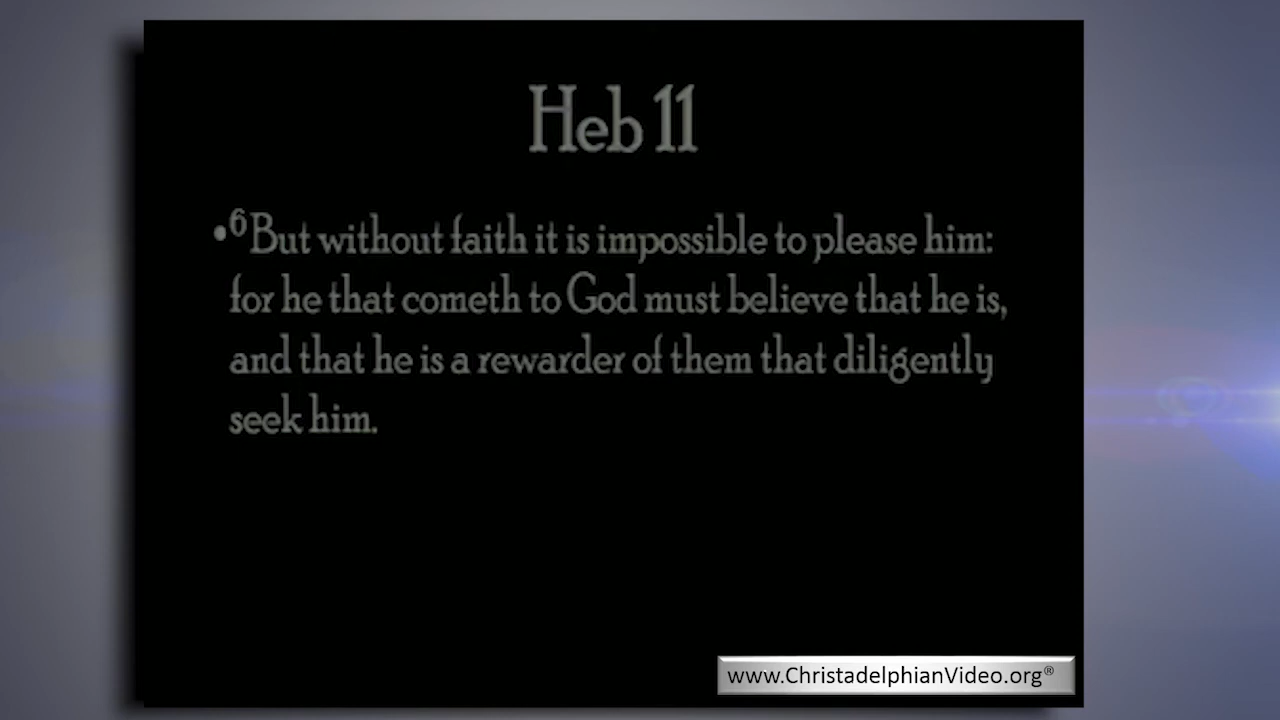 Heb 11
•⁶But without faith it is impossible to please him:
for he that cometh to God must believe that he is,
and that he is a rewarder of them that diligently
seek him.
www.ChristadelphianVideo.org®